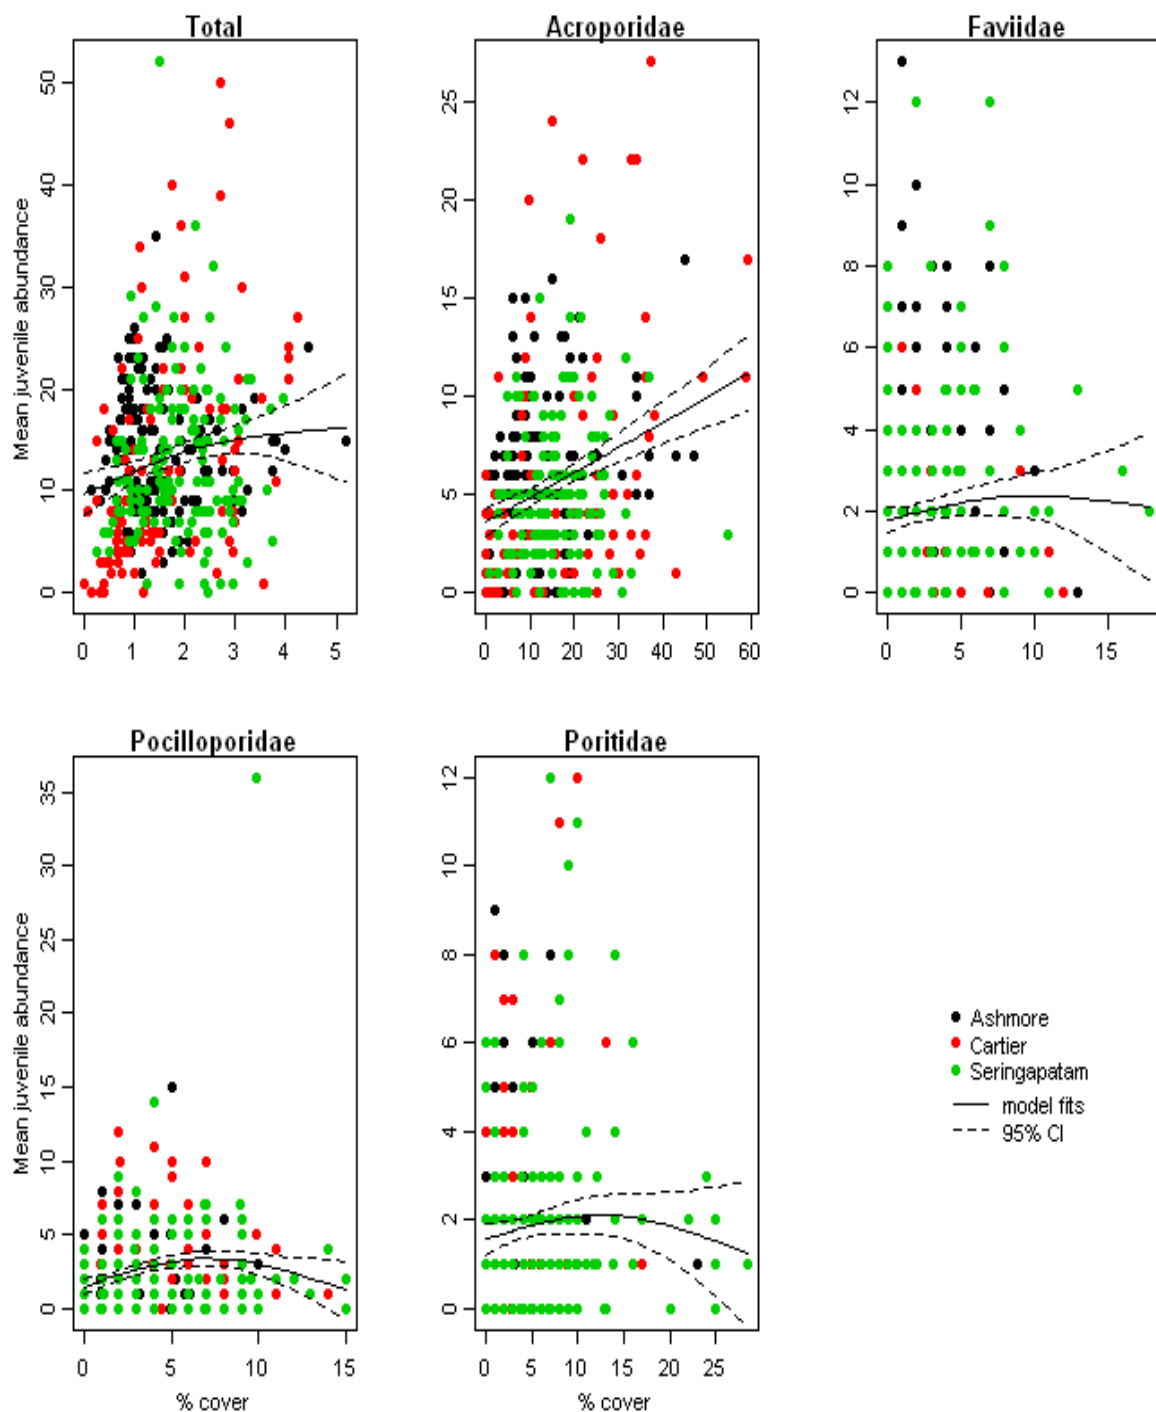 Total
Acroporidae
Faviidae
Mean juvenile abundance
0 10 20 30 40 50
0 1 2 3 4 5
0 5 10 15 20 25
0 10 20 30 40 50 60
0 2 4 6 8 10 12
0 5 10 15
Pocilloporidae
Poritidae
Mean juvenile abundance
0 5 10 15 20 25 30 35
0 5 10 15
% cover
0 2 4 6 8 10 12
0 5 10 15 20 25
% cover
Ashmore
Cartier
Seringapatam
model fits
95% CI